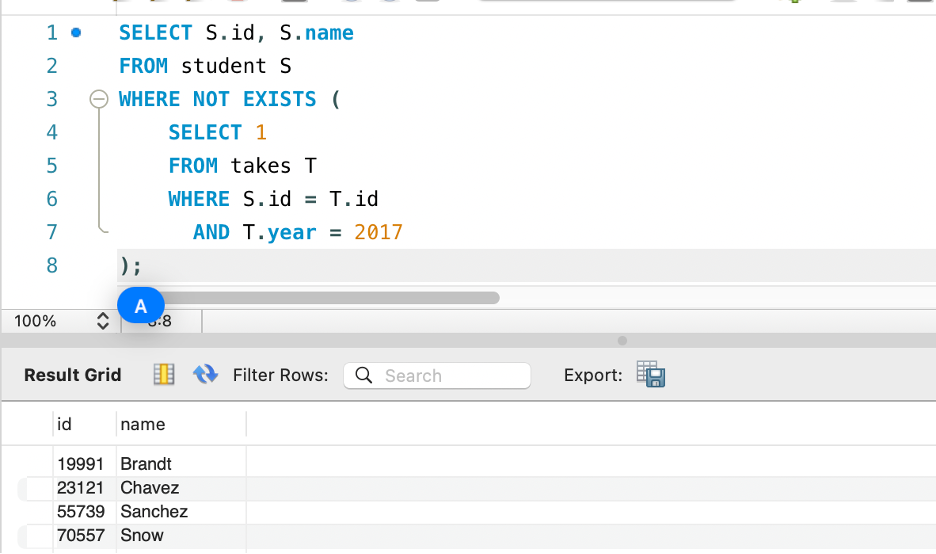 1 SELECT S.id, S.name
2 FROM student S
3 WHERE NOT EXISTS (
4 SELECT 1
5 FROM takes T
6 WHERE S.id = T.id
7 AND T.year = 2017
8 );
A
100% :8
Result Grid Filter Rows: Search Export:
id name
19991 Brandt
23121 Chavez
55739 Sanchez
70557 Snow